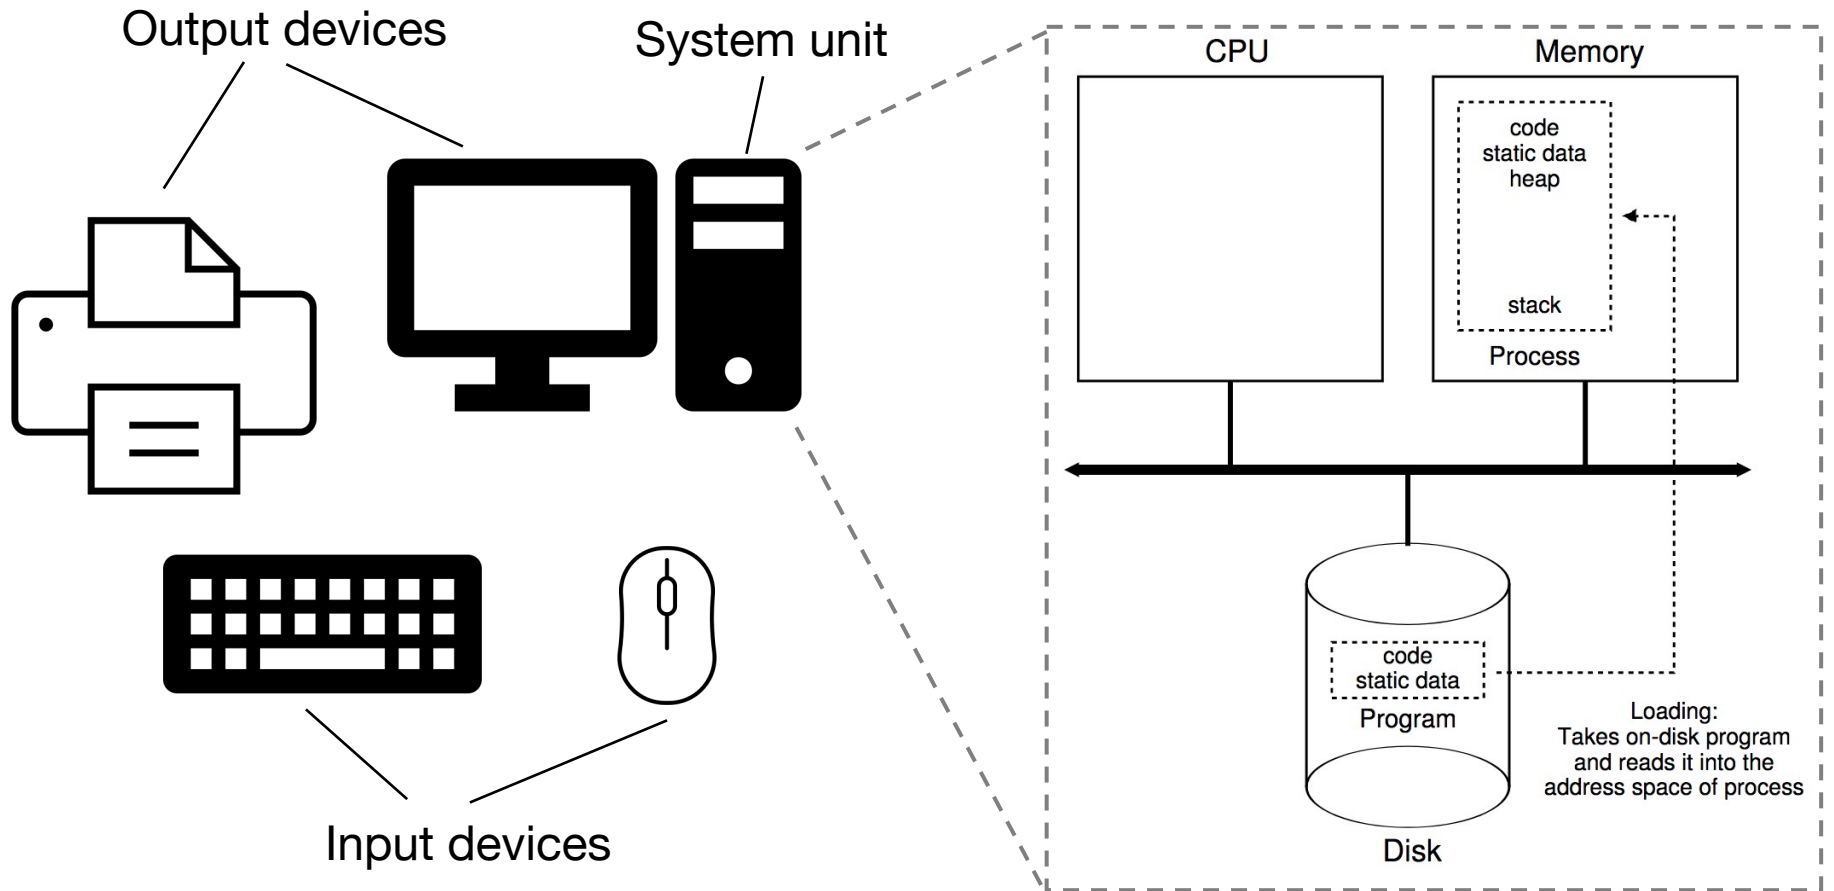 Output devices
System unit
Input devices
CPU
Memory
code
static data
heap
stack
Process
code
static data
Program
Loading:
Takes on-disk program
and reads it into the
address space of process
Disk